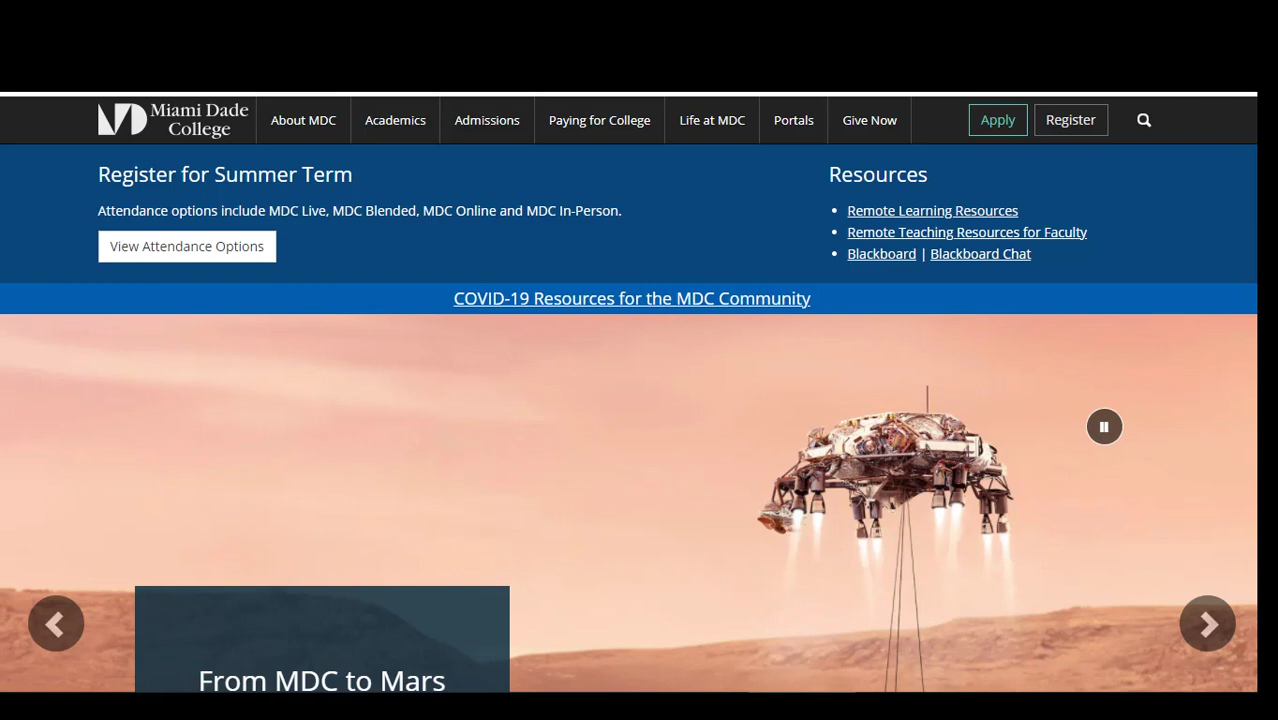 Miami Dade
College
About MDC
Academics
Admissions
Paying for College
Life at MDC
Portals
Give Now
Apply
Register
Register for Summer Term
Attendance options include MDC Live, MDC Blended, MDC Online and MDC In-Person.
View Attendance Options
Resources
Remote Learning Resources
Remote Teaching Resources for Faculty
Blackboard | Blackboard Chat
COVID-19 Resources for the MDC Community
From MDC to Mars